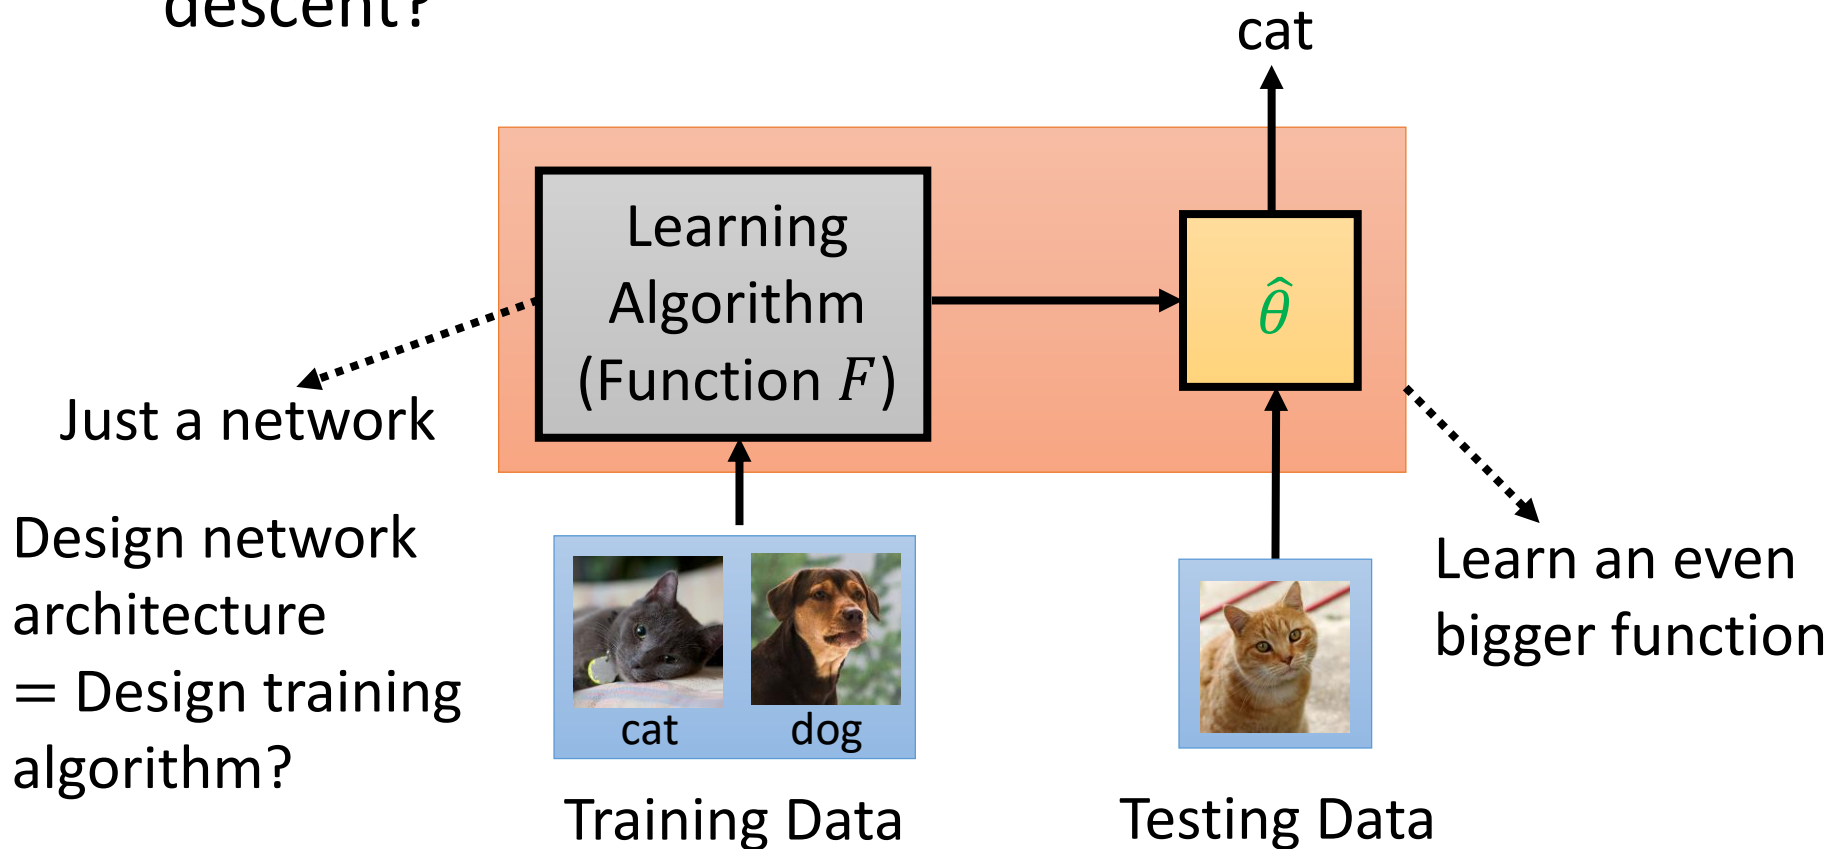 descent?
cat
Learning
Algorithm
(Function F)
θ̂
Just a network
Design network
architecture
= Design training
algorithm?
cat
dog
Training Data
Testing Data
Learn an even
bigger function